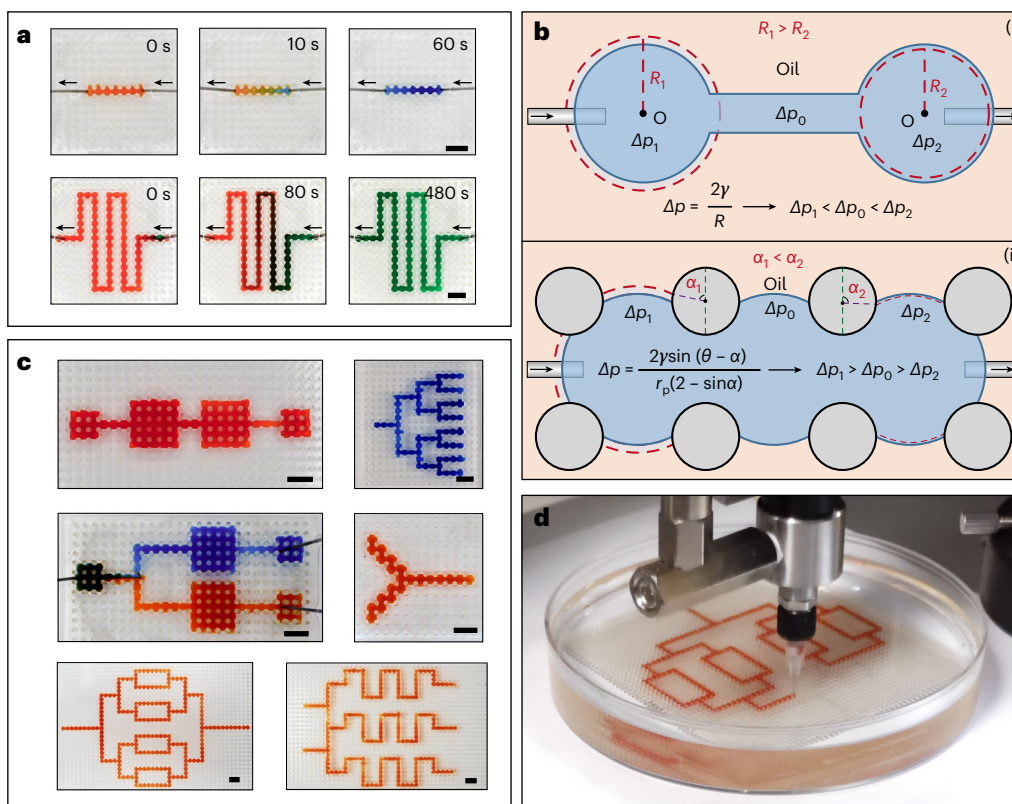 a
0 s
10 s
60 s
0 s
80 s
480 s
b
(
R₁ > R₂
Oil
R₁
R₂
O
O
Δp₁
Δp₀
Δp₂
Δp = 2γ / R ⟶ Δp₁ < Δp₀ < Δp₂
(i
α₁ < α₂
Oil
α₁
α₂
Δp₁
Δp₀
Δp₂
Δp = 2γsin (θ – α) / rₚ(2 – sinα) ⟶ Δp₁ > Δp₀ > Δp₂
c
d